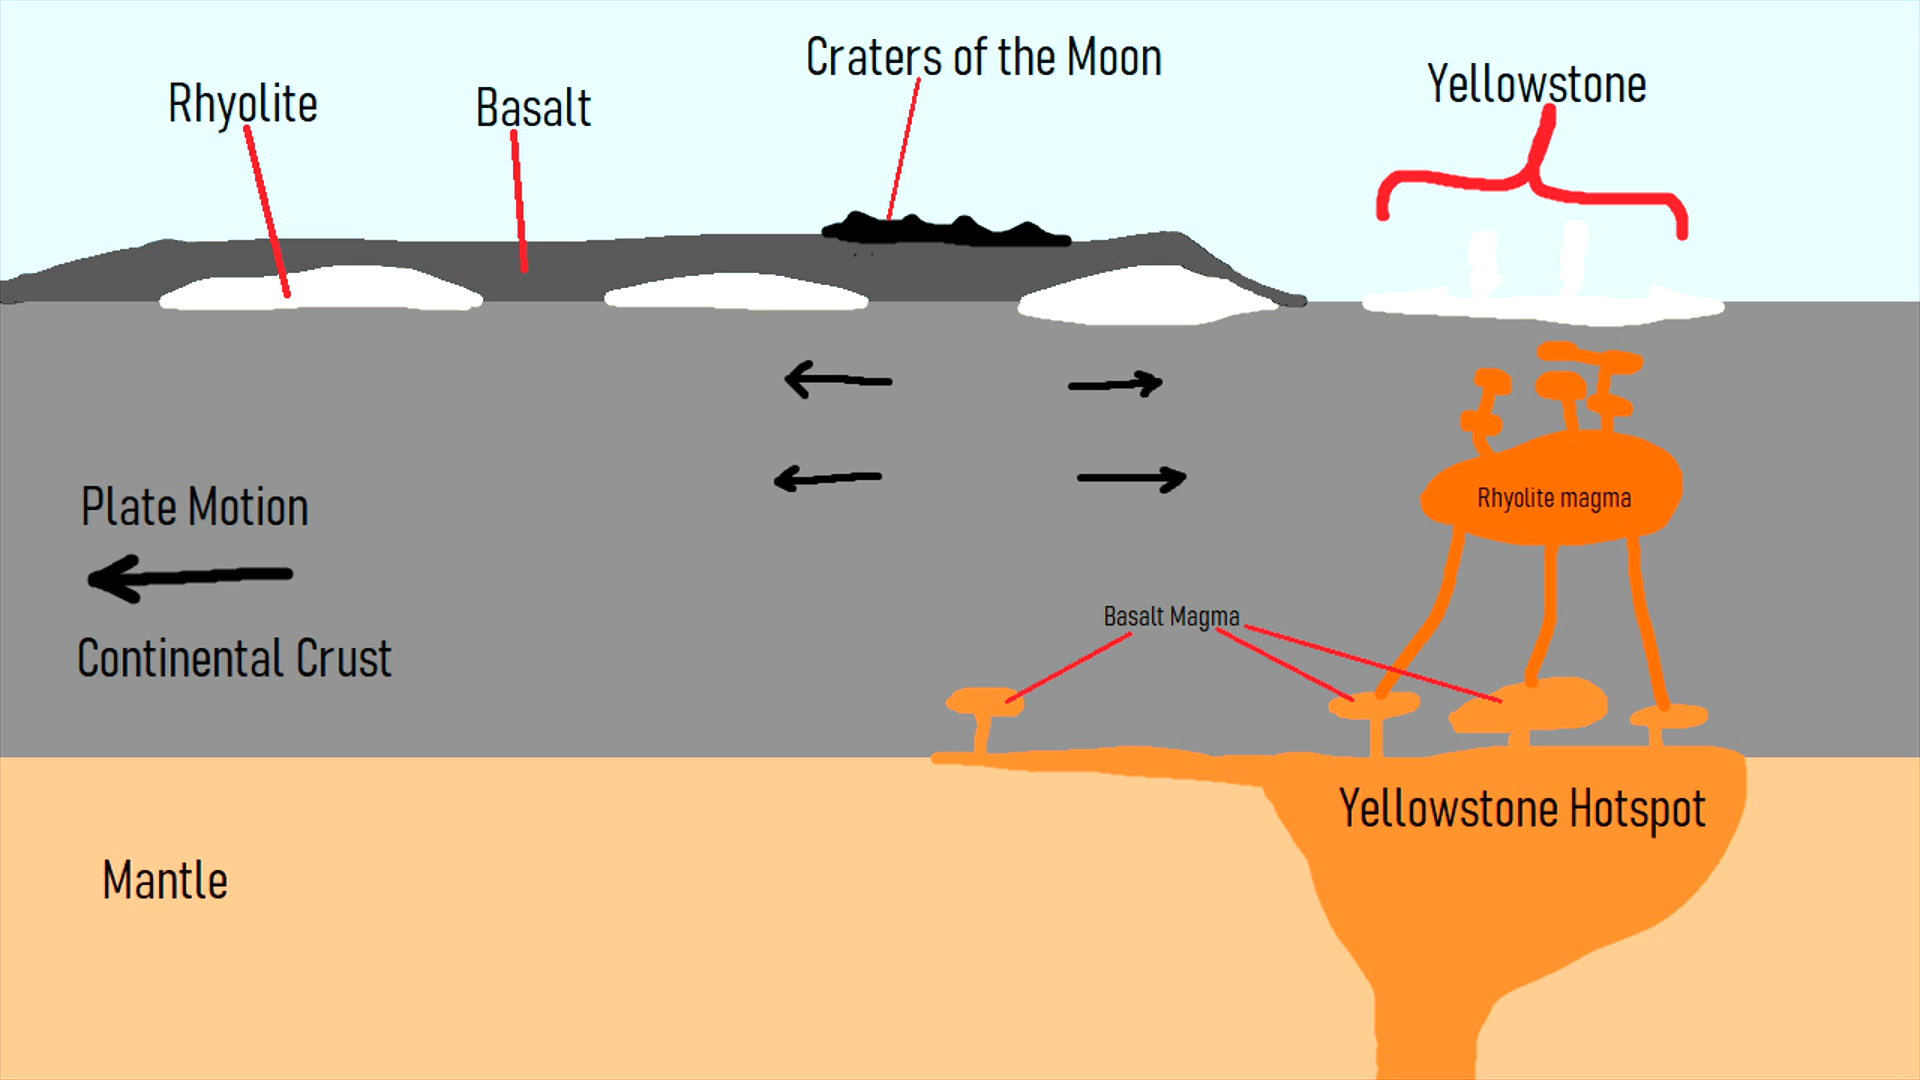 Craters of the Moon
Yellowstone
Rhyolite
Basalt
Plate Motion
Rhyolite magma
Basalt Magma
Continental Crust
Yellowstone Hotspot
Mantle